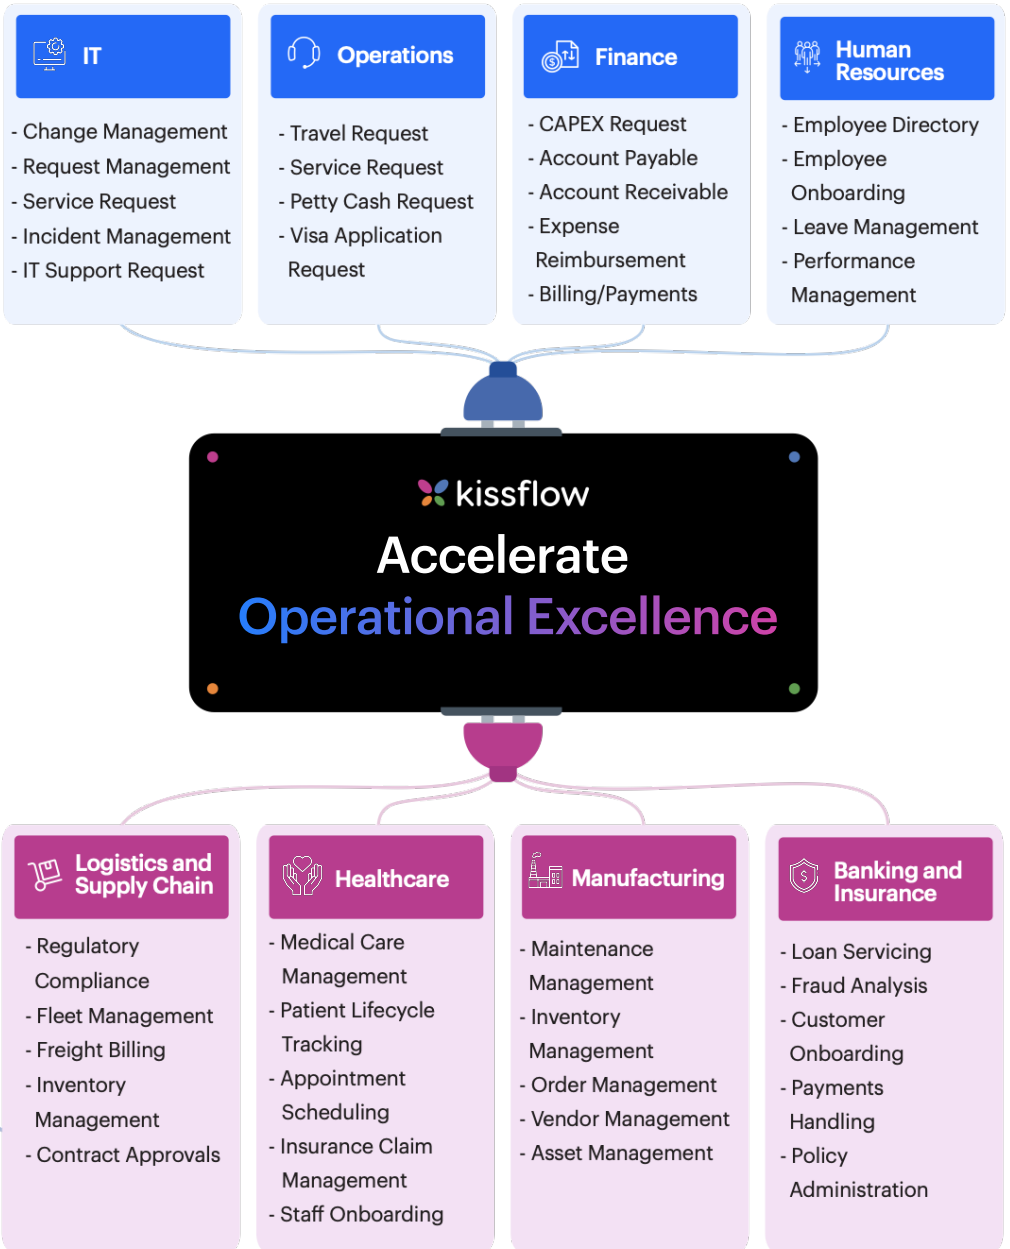 IT
- Change Management
- Request Management
- Service Request
- Incident Management
- IT Support Request
Operations
- Travel Request
- Service Request
- Petty Cash Request
- Visa Application
Request
Finance
- CAPEX Request
- Account Payable
- Account Receivable
- Expense
Reimbursement
- Billing/Payments
Human
Resources
- Employee Directory
- Employee
Onboarding
- Leave Management
- Performance
Management
kissflow
Accelerate
Operational Excellence
Logistics and
Supply Chain
- Regulatory
Compliance
- Fleet Management
- Freight Billing
- Inventory
Management
- Contract Approvals
Healthcare
- Medical Care
Management
- Patient Lifecycle
Tracking
- Appointment
Scheduling
- Insurance Claim
Management
- Staff Onboarding
Manufacturing
- Maintenance
Management
- Inventory
Management
- Order Management
- Vendor Management
- Asset Management
Banking and
Insurance
- Loan Servicing
- Fraud Analysis
- Customer
Onboarding
- Payments
Handling
- Policy
Administration